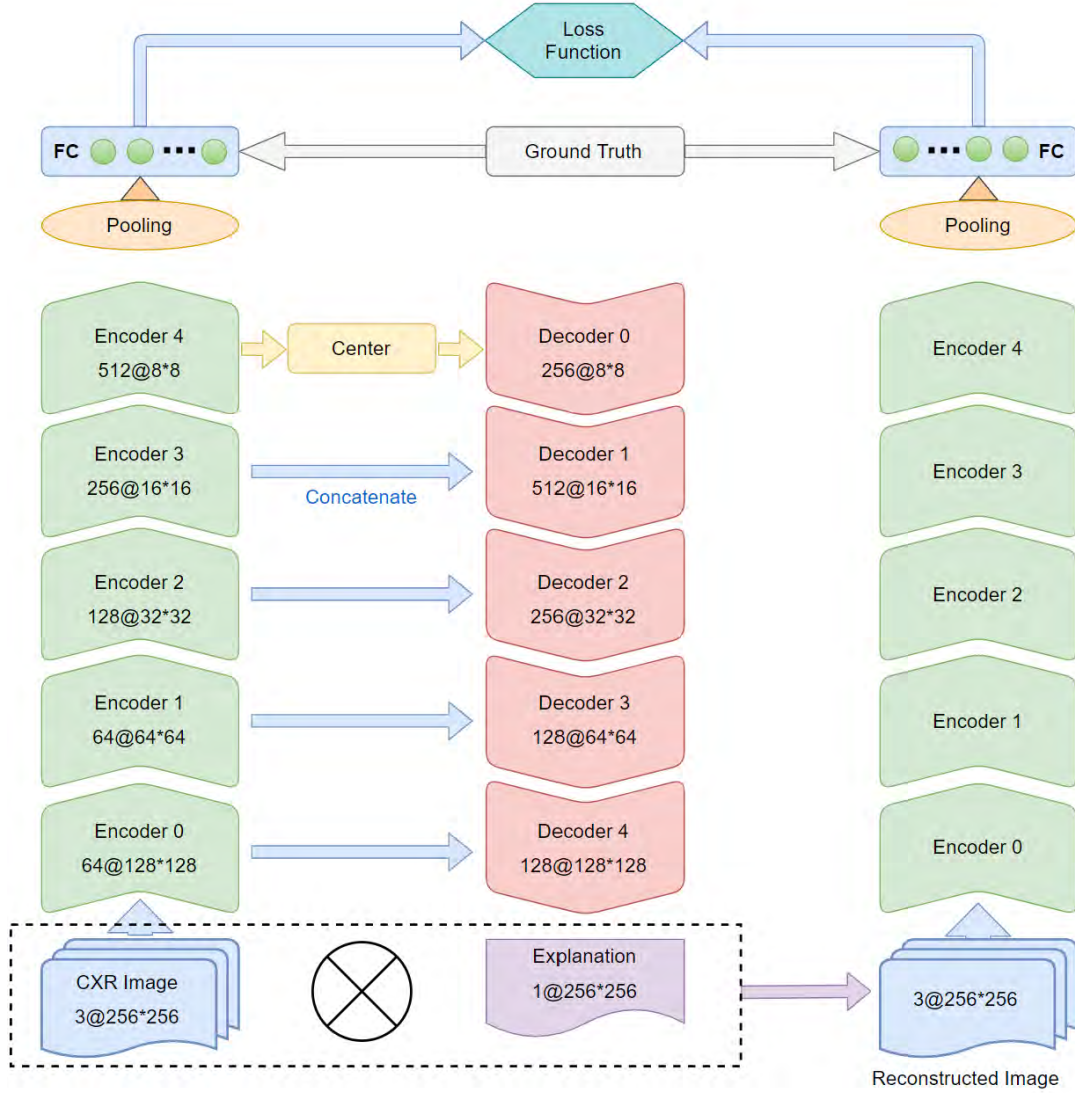 Loss
Function
FC
Ground Truth
FC
Pooling
Pooling
Encoder 4
512@8*8
Center
Decoder 0
256@8*8
Encoder 4
Encoder 3
256@16*16
Concatenate
Decoder 1
512@16*16
Encoder 3
Encoder 2
128@32*32
Decoder 2
256@32*32
Encoder 2
Encoder 1
64@64*64
Decoder 3
128@64*64
Encoder 1
Encoder 0
64@128*128
Decoder 4
128@128*128
Encoder 0
CXR Image
3@256*256
Explanation
1@256*256
3@256*256
Reconstructed Image